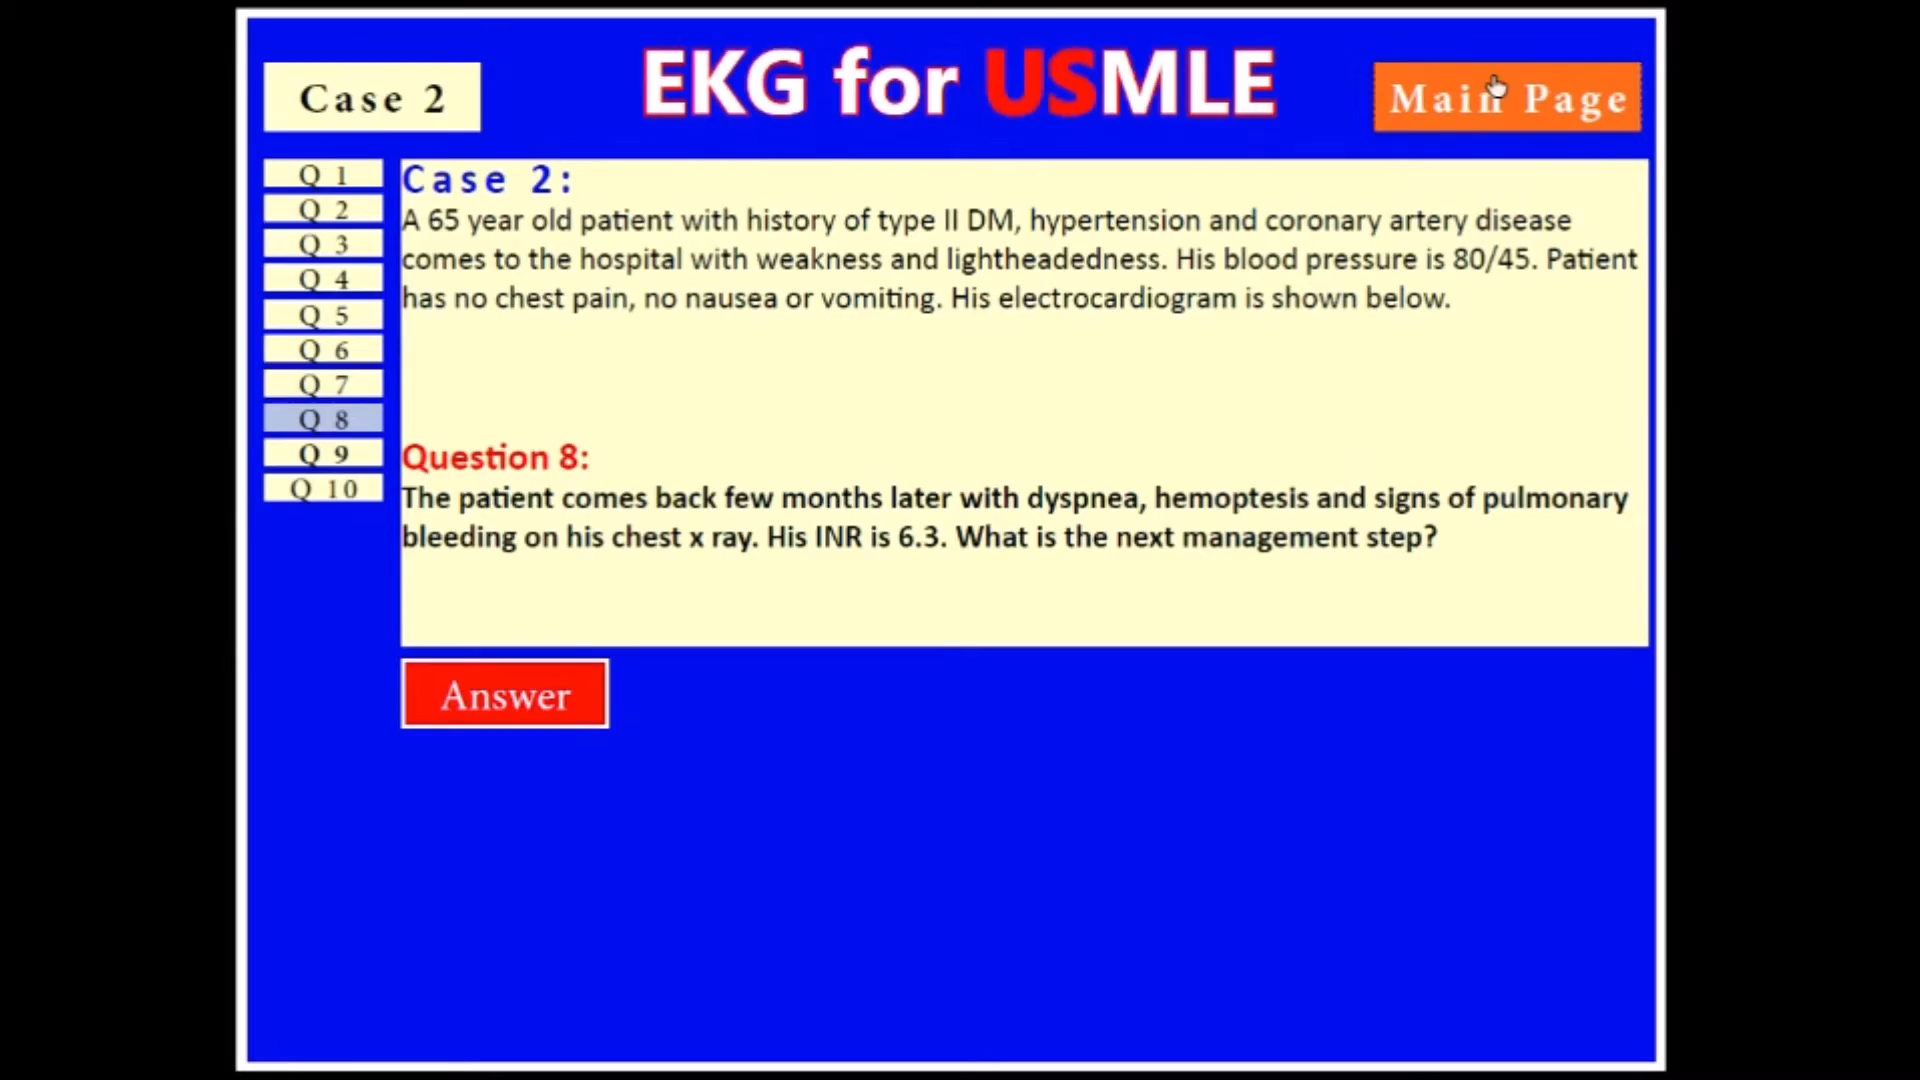 EKG for USMLE
Case 2
Main Page
Q 1
Q 2
Q 3
Q 4
Q 5
Q 6
Q 7
Q 8
Q 9
Q 10
Case 2:
A 65 year old patient with history of type II DM, hypertension and coronary artery disease
comes to the hospital with weakness and lightheadedness. His blood pressure is 80/45. Patient
has no chest pain, no nausea or vomiting. His electrocardiogram is shown below.
Question 8:
The patient comes back few months later with dyspnea, hemoptesis and signs of pulmonary
bleeding on his chest x ray. His INR is 6.3. What is the next management step?
Answer